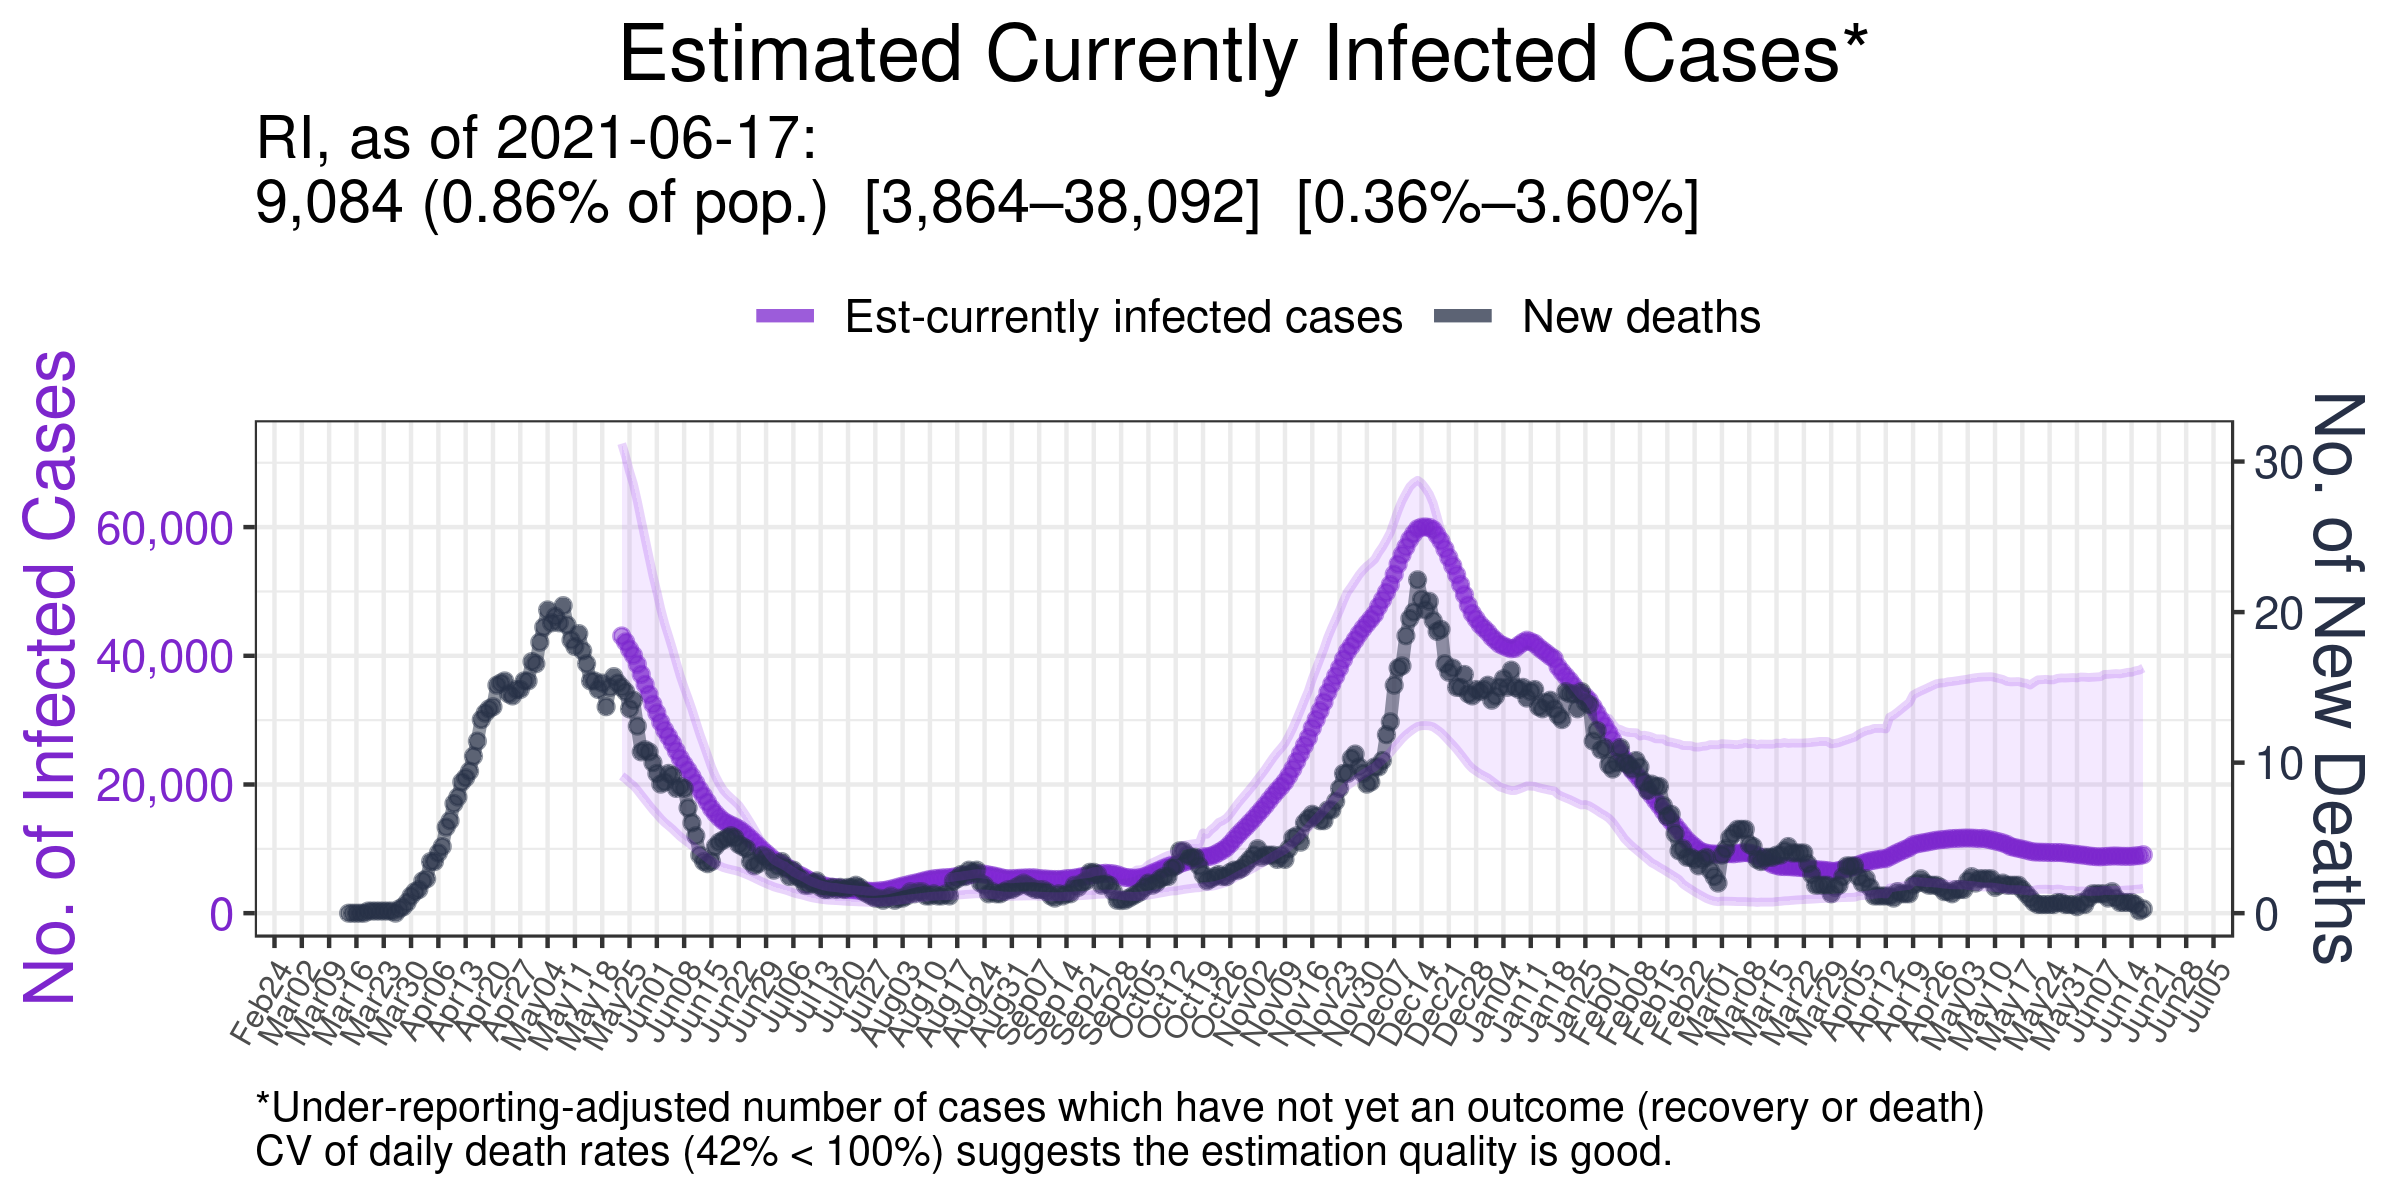 Estimated Currently Infected Cases*
RI, as of 2021-06-17:
9,084 (0.86% of pop.) [3,864–38,092] [0.36%–3.60%]
Est-currently infected cases
New deaths
No. of Infected Cases
60,000
40,000
20,000
0
30
20
10
0
No. of New Deaths
Feb24
Mar02
Mar09
Mar16
Mar23
Mar30
Apr06
Apr13
Apr20
Apr27
May04
May11
May18
May25
Jun01
Jun08
Jun15
Jun22
Jun29
Jul06
Jul13
Jul20
Jul27
Aug03
Aug10
Aug17
Aug24
Aug31
Sep07
Sep14
Sep21
Sep28
Oct05
Oct12
Oct19
Oct26
Nov02
Nov09
Nov16
Nov23
Nov30
Dec07
Dec14
Dec21
Dec28
Jan04
Jan11
Jan18
Jan25
Feb01
Feb08
Feb15
Feb22
Mar01
Mar08
Mar15
Mar22
Mar29
Apr05
Apr12
Apr19
Apr26
May03
May10
May17
May24
May31
Jun07
Jun14
Jun21
Jun28
Jul05
*Under-reporting-adjusted number of cases which have not yet an outcome (recovery or death)
CV of daily death rates (42% < 100%) suggests the estimation quality is good.